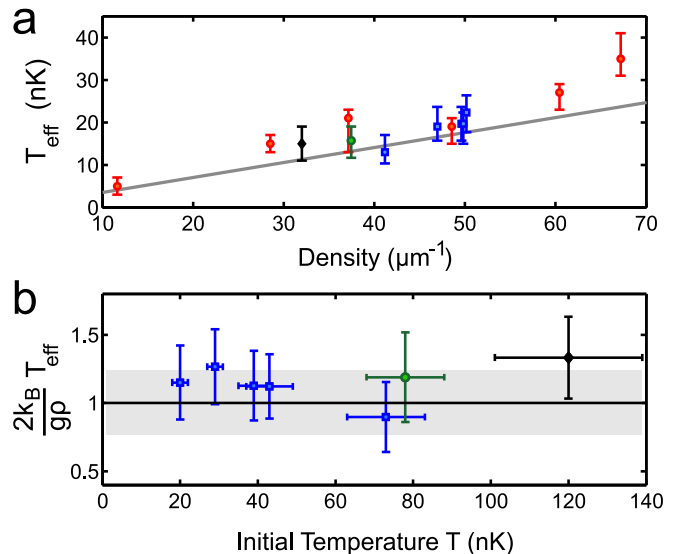 a
T_eff (nK)
40
30
20
10
0
10 20 30 40 50 60 70
Density (μm⁻¹)
b
2k_B T_eff
gρ
1.5
1
0.5
0 20 40 60 80 100 120 140
Initial Temperature T (nK)